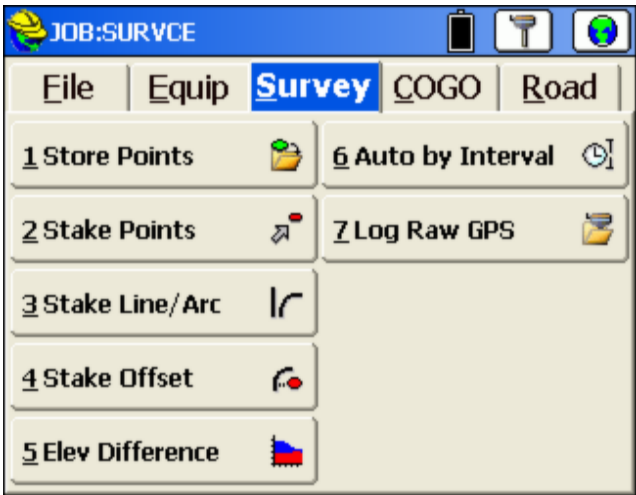 JOB:SURVCE
File Equip Survey COGO Road
1 Store Points
2 Stake Points
3 Stake Line/Arc
4 Stake Offset
5 Elev Difference
6 Auto by Interval
7 Log Raw GPS